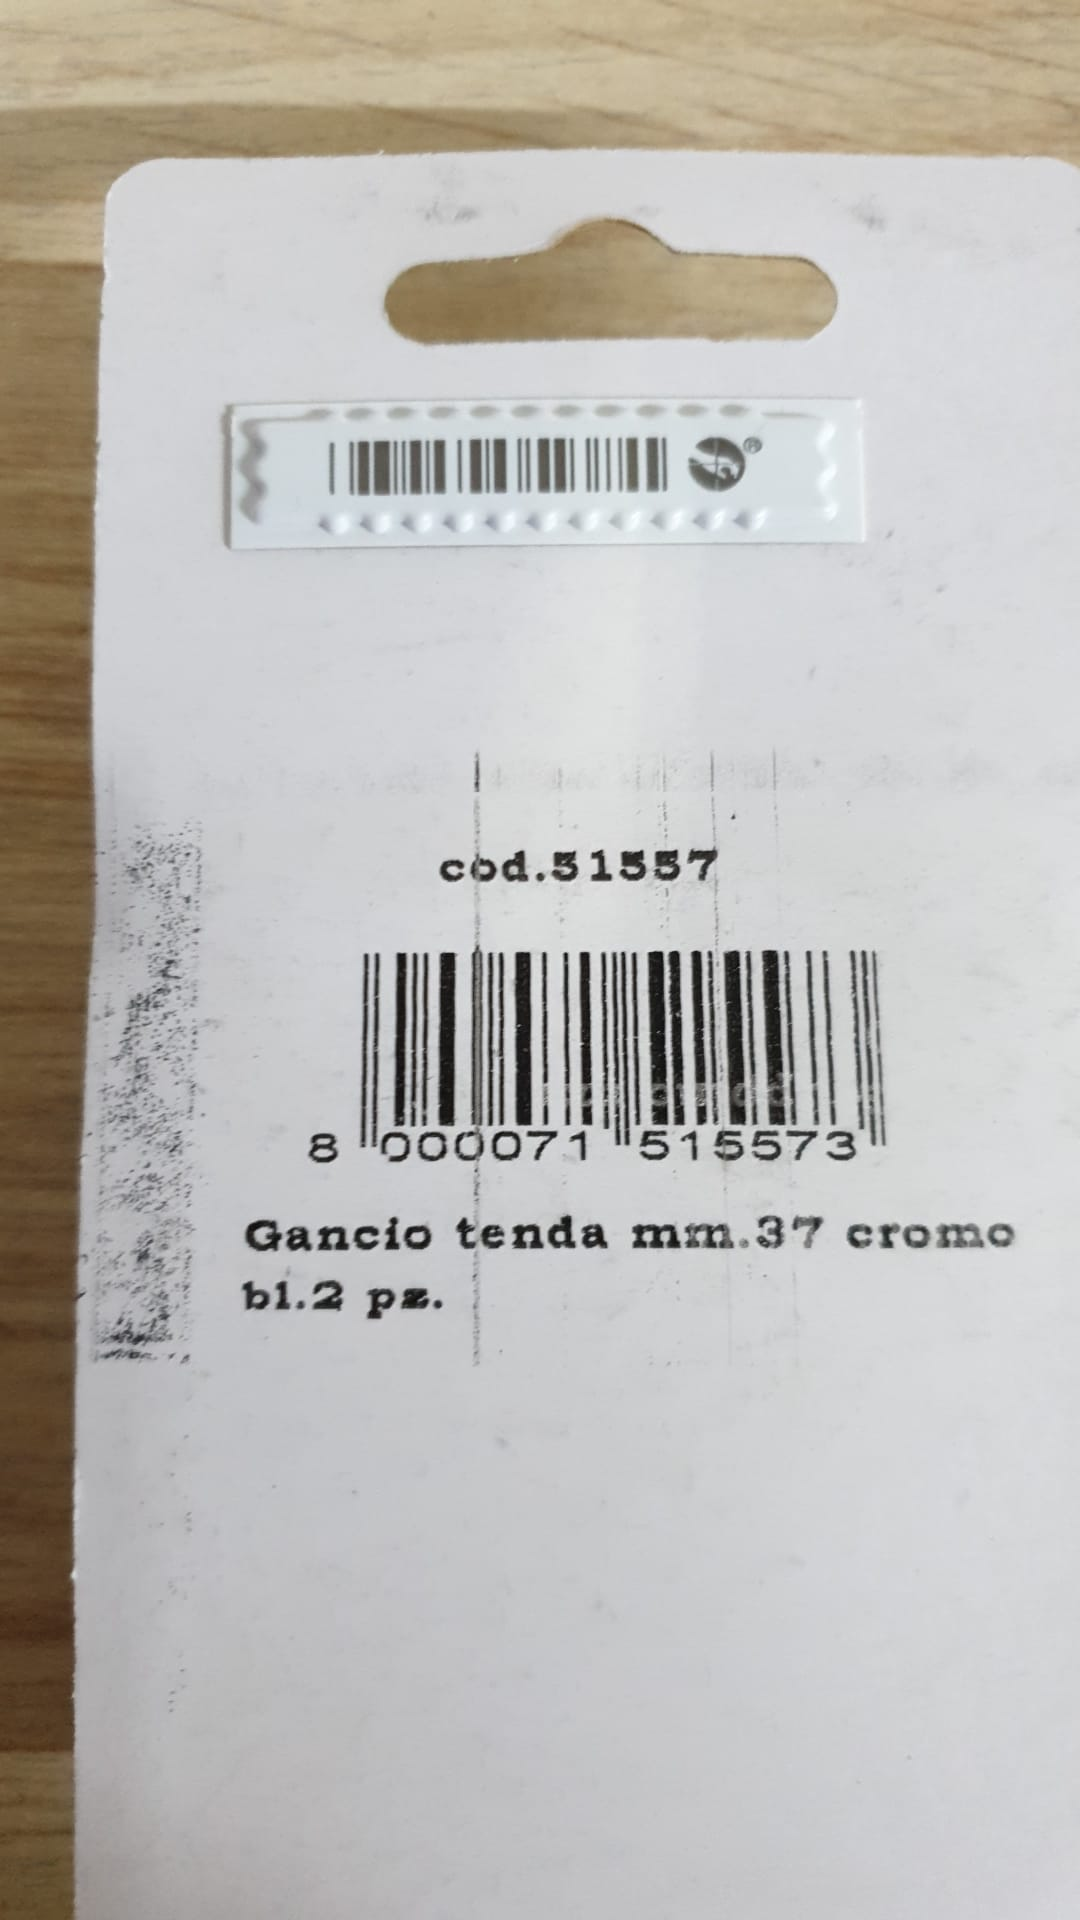 ®
cod.51557
8 000071 515573
Gancio tenda mm.37 cromo
bl.2 pz.